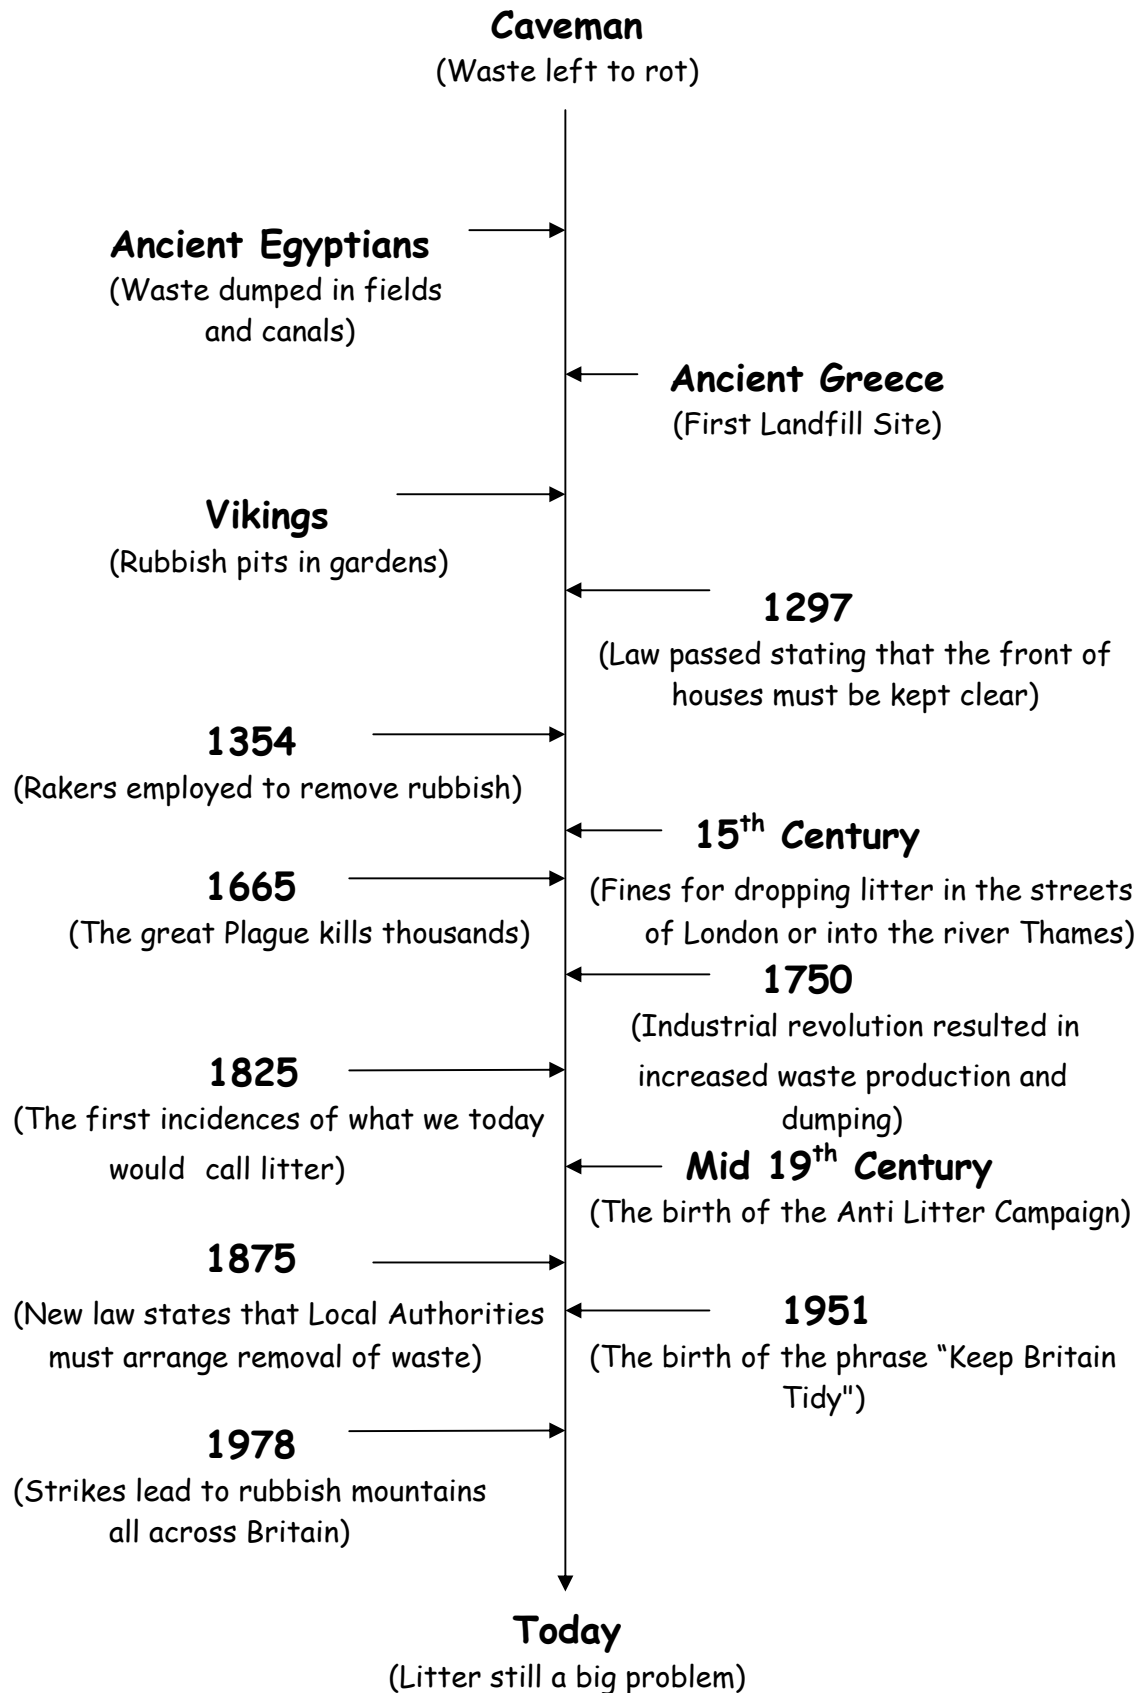 Caveman
(Waste left to rot)
Ancient Egyptians
(Waste dumped in fields
and canals)
Ancient Greece
(First Landfill Site)
Vikings
(Rubbish pits in gardens)
1297
(Law passed stating that the front of
houses must be kept clear)
1354
(Rakers employed to remove rubbish)
15th Century
(Fines for dropping litter in the streets
of London or into the river Thames)
1665
(The great Plague kills thousands)
1750
(Industrial revolution resulted in
increased waste production and
dumping)
1825
(The first incidences of what we today
would call litter)
Mid 19th Century
(The birth of the Anti Litter Campaign)
1875
(New law states that Local Authorities
must arrange removal of waste)
1951
(The birth of the phrase “Keep Britain
Tidy")
1978
(Strikes lead to rubbish mountains
all across Britain)
Today
(Litter still a big problem)